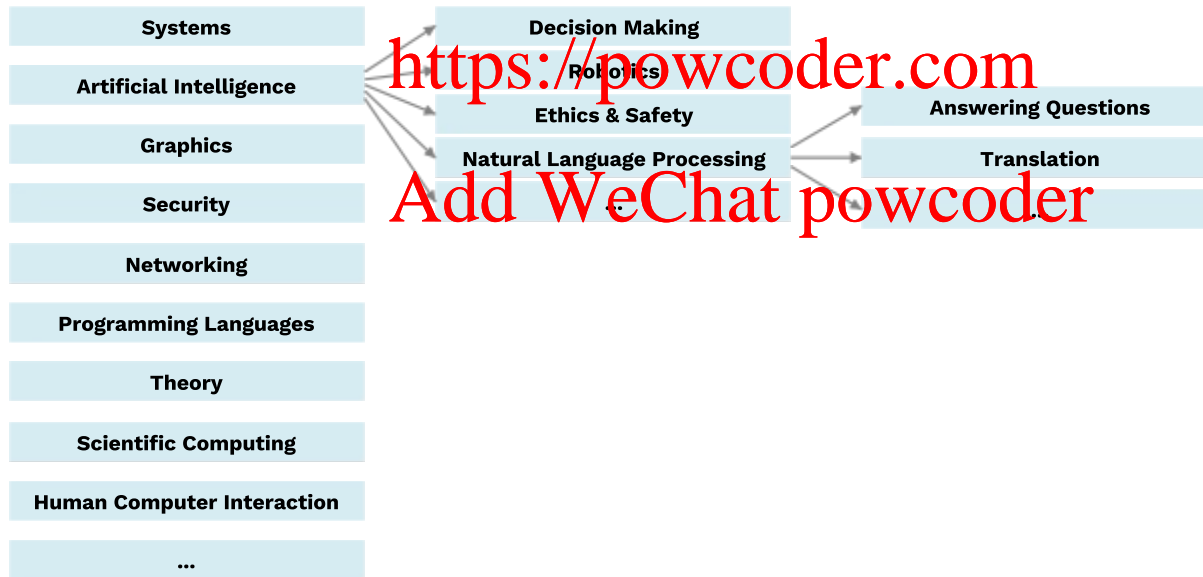 Systems
Artificial Intelligence
Graphics
Security
Networking
Programming Languages
Theory
Scientific Computing
Human Computer Interaction
...
Decision Making
Robotics
Ethics & Safety
Natural Language Processing
...
Answering Questions
Translation
...
https://powcoder.com
Add WeChat powcoder